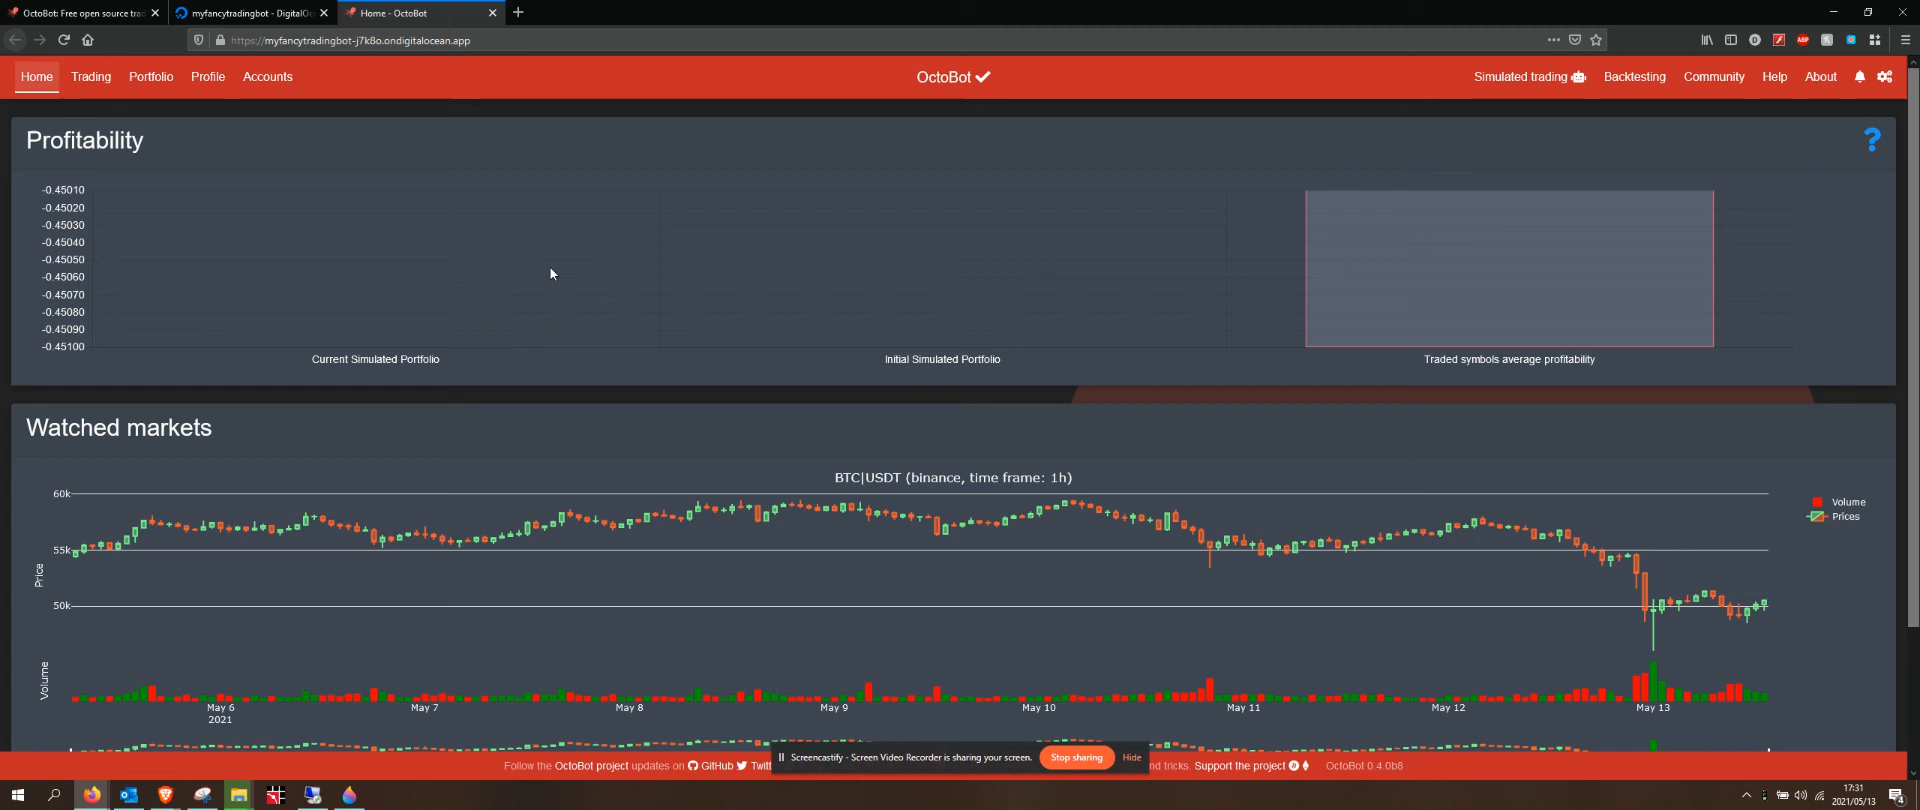 OctoBot: Free open source trad
myfancytradingbot - DigitalOc
Home - OctoBot
https://myfancytradingbot-j7k8o.ondigitalocean.app
ABP
Home
Trading
Portfolio
Profile
Accounts
OctoBot
Simulated trading
Backtesting
Community
Help
About
Profitability
?
-0.45010
-0.45020
-0.45030
-0.45040
-0.45050
-0.45060
-0.45070
-0.45080
-0.45090
-0.45100
Current Simulated Portfolio
Initial Simulated Portfolio
Traded symbols average profitability
Watched markets
BTC|USDT (binance, time frame: 1h)
60k
55k
50k
Price
Volume
Volume
Prices
May 6
2021
May 7
May 8
May 9
May 10
May 11
May 12
May 13
Follow the OctoBot project updates on GitHub Twitt
Screencastify - Screen Video Recorder is sharing your screen.
Stop sharing
Hide
nd tricks. Support the project
OctoBot 0.4.0b8
17:31
2021/05/13
4